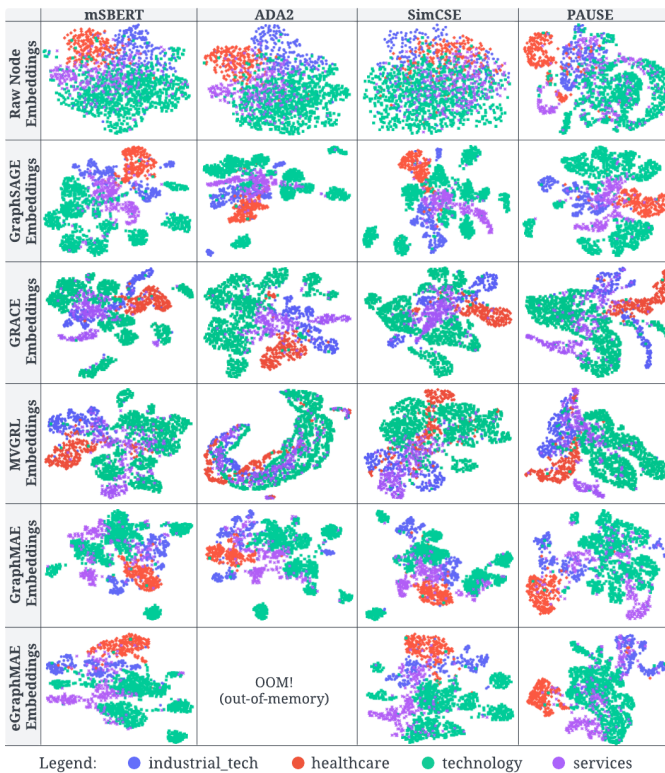 mSBERT ADA2 SimCSE PAUSE
Raw Node
Embeddings
GraphSAGE
Embeddings
GRACE
Embeddings
MVGRL
Embeddings
GraphMAE
Embeddings
eGraphMAE
Embeddings
OOM!
(out-of-memory)
Legend: industrial_tech healthcare technology services